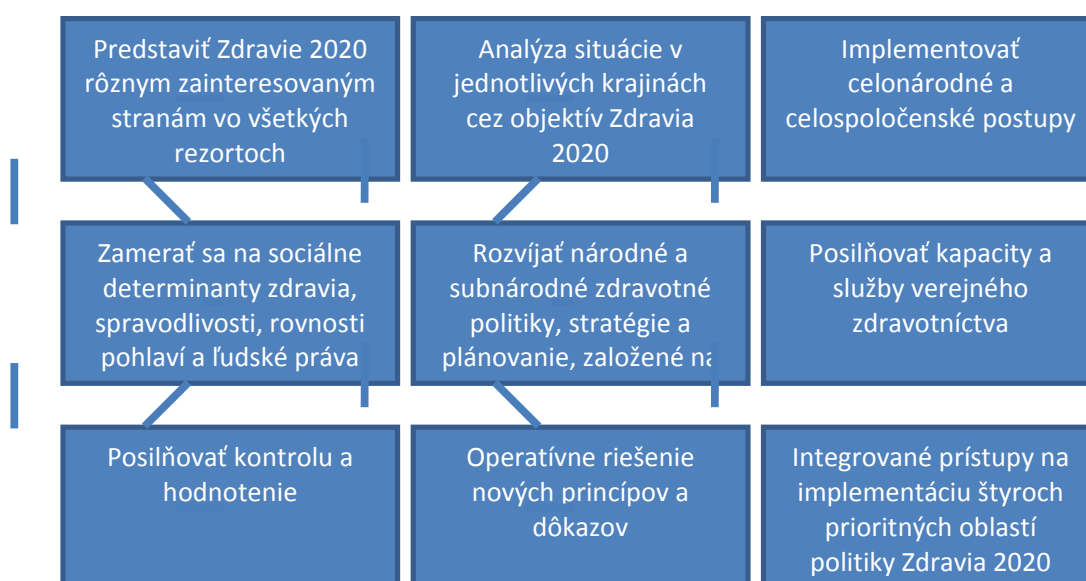 Predstaviť Zdravie 2020
rôznym zainteresovaným
stranám vo všetkých
rezortoch
Analýza situácie v
jednotlivých krajinách
cez objektív Zdravia
2020
Implementovať
celonárodné a
celospoločenské postupy
Zamerať sa na sociálne
determinanty zdravia,
spravodlivosti, rovnosti
pohlaví a ľudské práva
Rozvíjať národné a
subnárodné zdravotné
politiky, stratégie a
plánovanie, založené na
Posilňovať kapacity a
služby verejného
zdravotníctva
Posilňovať kontrolu a
hodnotenie
Operatívne riešenie
nových princípov a
dôkazov
Integrované prístupy na
implementáciu štyroch
prioritných oblastí
politiky Zdravia 2020